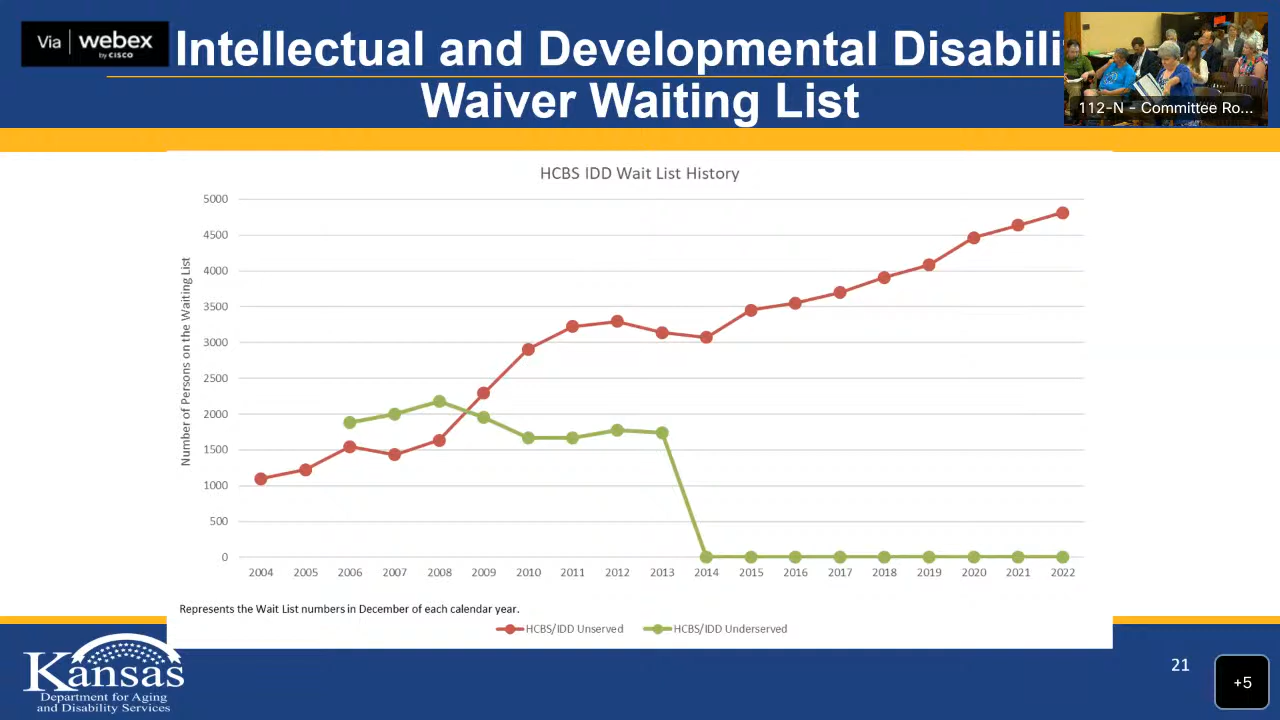 Via webex
by CISCO
Intellectual and Developmental Disabili
Waiver Waiting List
112-N - Committee Ro...
HCBS IDD Wait List History
Number of Persons on the Waiting List
5000
4500
4000
3500
3000
2500
2000
1500
1000
500
0
2004 2005 2006 2007 2008 2009 2010 2011 2012 2013 2014 2015 2016 2017 2018 2019 2020 2021 2022
Represents the Wait List numbers in December of each calendar year.
HCBS/IDD Unserved HCBS/IDD Underserved
Kansas
Department for Aging
and Disability Services
21
+5